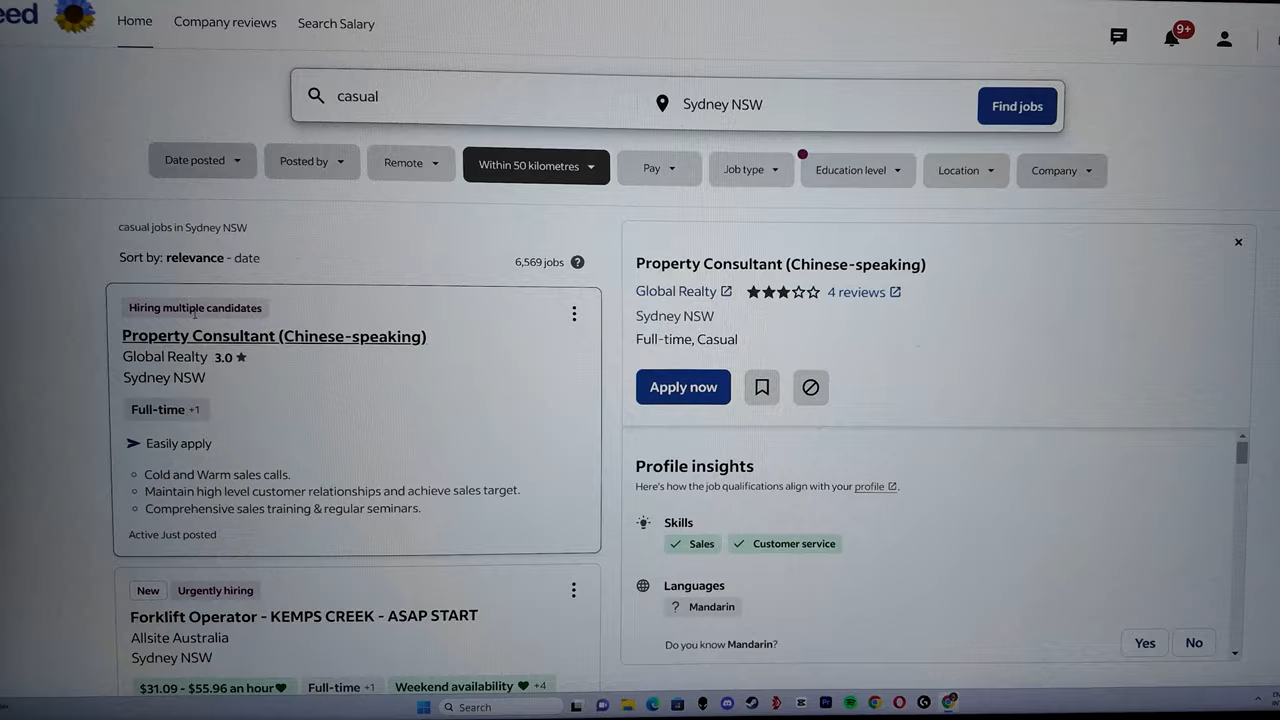 eed
Home
Company reviews
Search Salary
9+
casual
Sydney NSW
Find jobs
Date posted
Posted by
Remote
Within 50 kilometres
Pay
Job type
Education level
Location
Company
casual jobs in Sydney NSW
Sort by: relevance - date
6,569 jobs ?
Hiring multiple candidates
Property Consultant (Chinese-speaking)
Global Realty 3.0
Sydney NSW
Full-time +1
Easily apply
Cold and Warm sales calls.
Maintain high level customer relationships and achieve sales target.
Comprehensive sales training & regular seminars.
Active Just posted
New Urgently hiring
Forklift Operator - KEMPS CREEK - ASAP START
Allsite Australia
Sydney NSW
$31.09 - $55.96 an hour
Full-time +1
Weekend availability +4
Property Consultant (Chinese-speaking)
Global Realty
4 reviews
Sydney NSW
Full-time, Casual
Apply now
Profile insights
Here's how the job qualifications align with your profile.
Skills
Sales
Customer service
Languages
? Mandarin
Do you know Mandarin?
Yes
No
Search